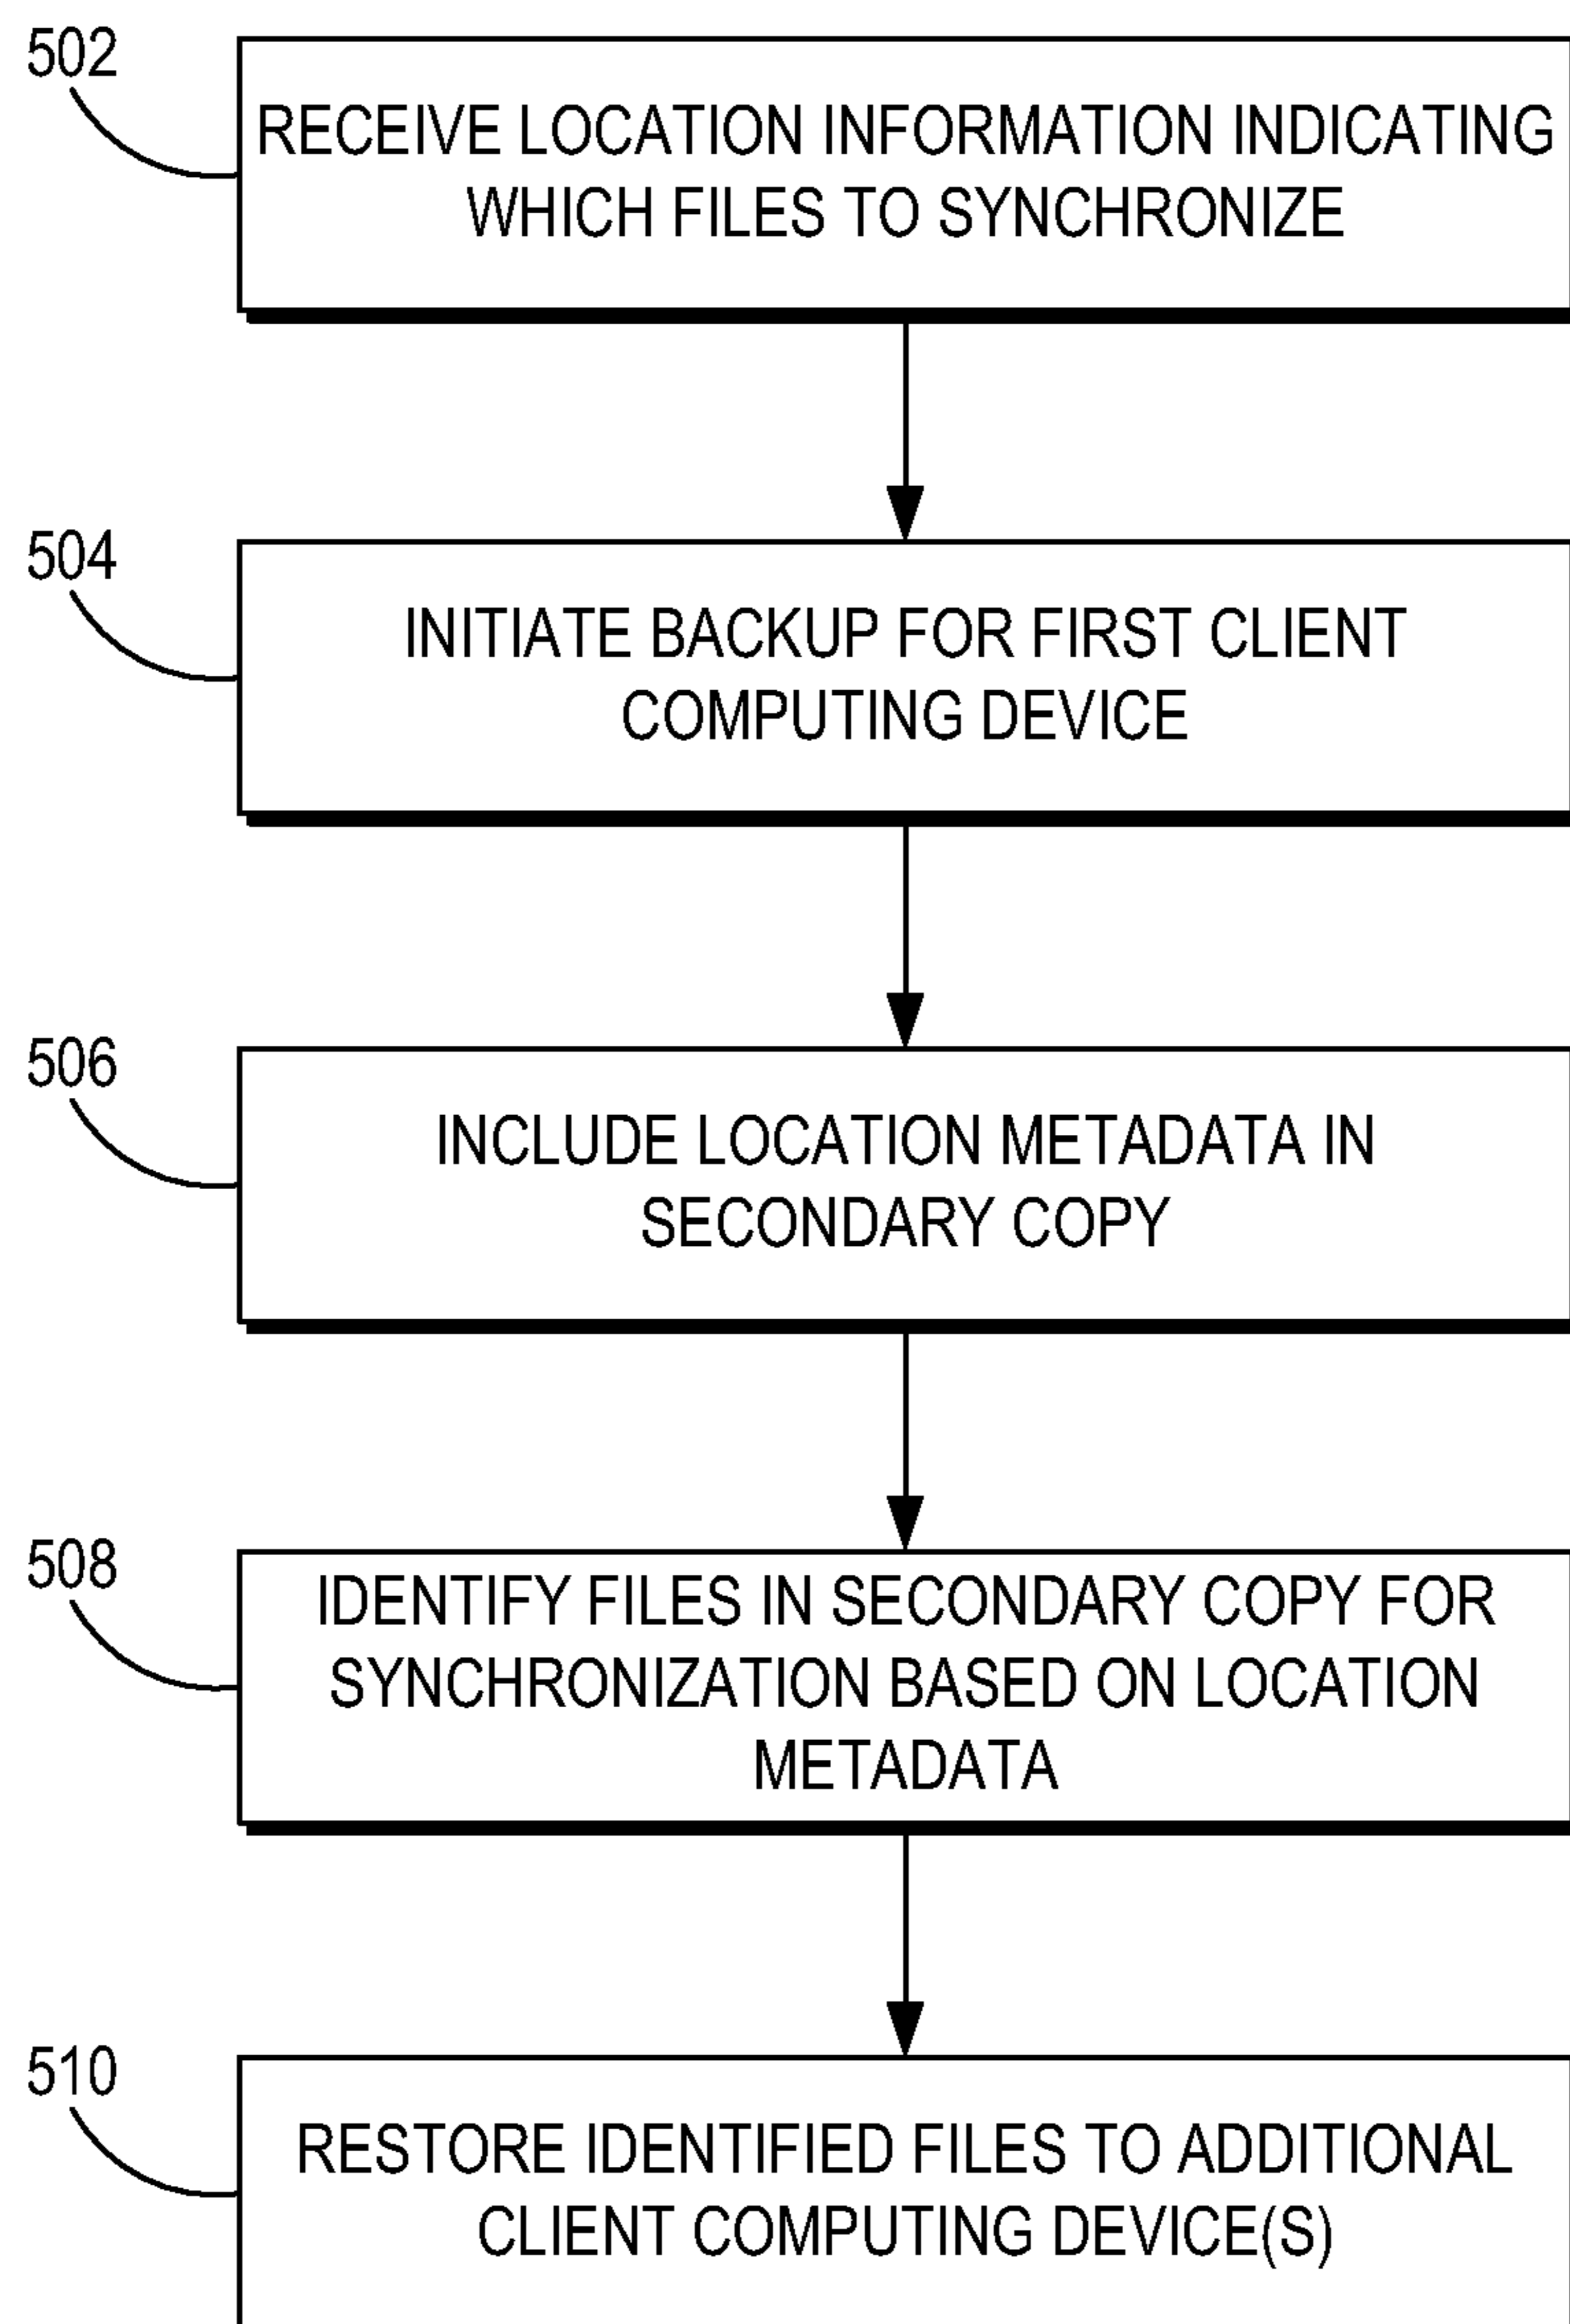 502
RECEIVE LOCATION INFORMATION INDICATING
WHICH FILES TO SYNCHRONIZE
504
INITIATE BACKUP FOR FIRST CLIENT
COMPUTING DEVICE
506
INCLUDE LOCATION METADATA IN
SECONDARY COPY
508
IDENTIFY FILES IN SECONDARY COPY FOR
SYNCHRONIZATION BASED ON LOCATION
METADATA
510
RESTORE IDENTIFIED FILES TO ADDITIONAL
CLIENT COMPUTING DEVICE(S)